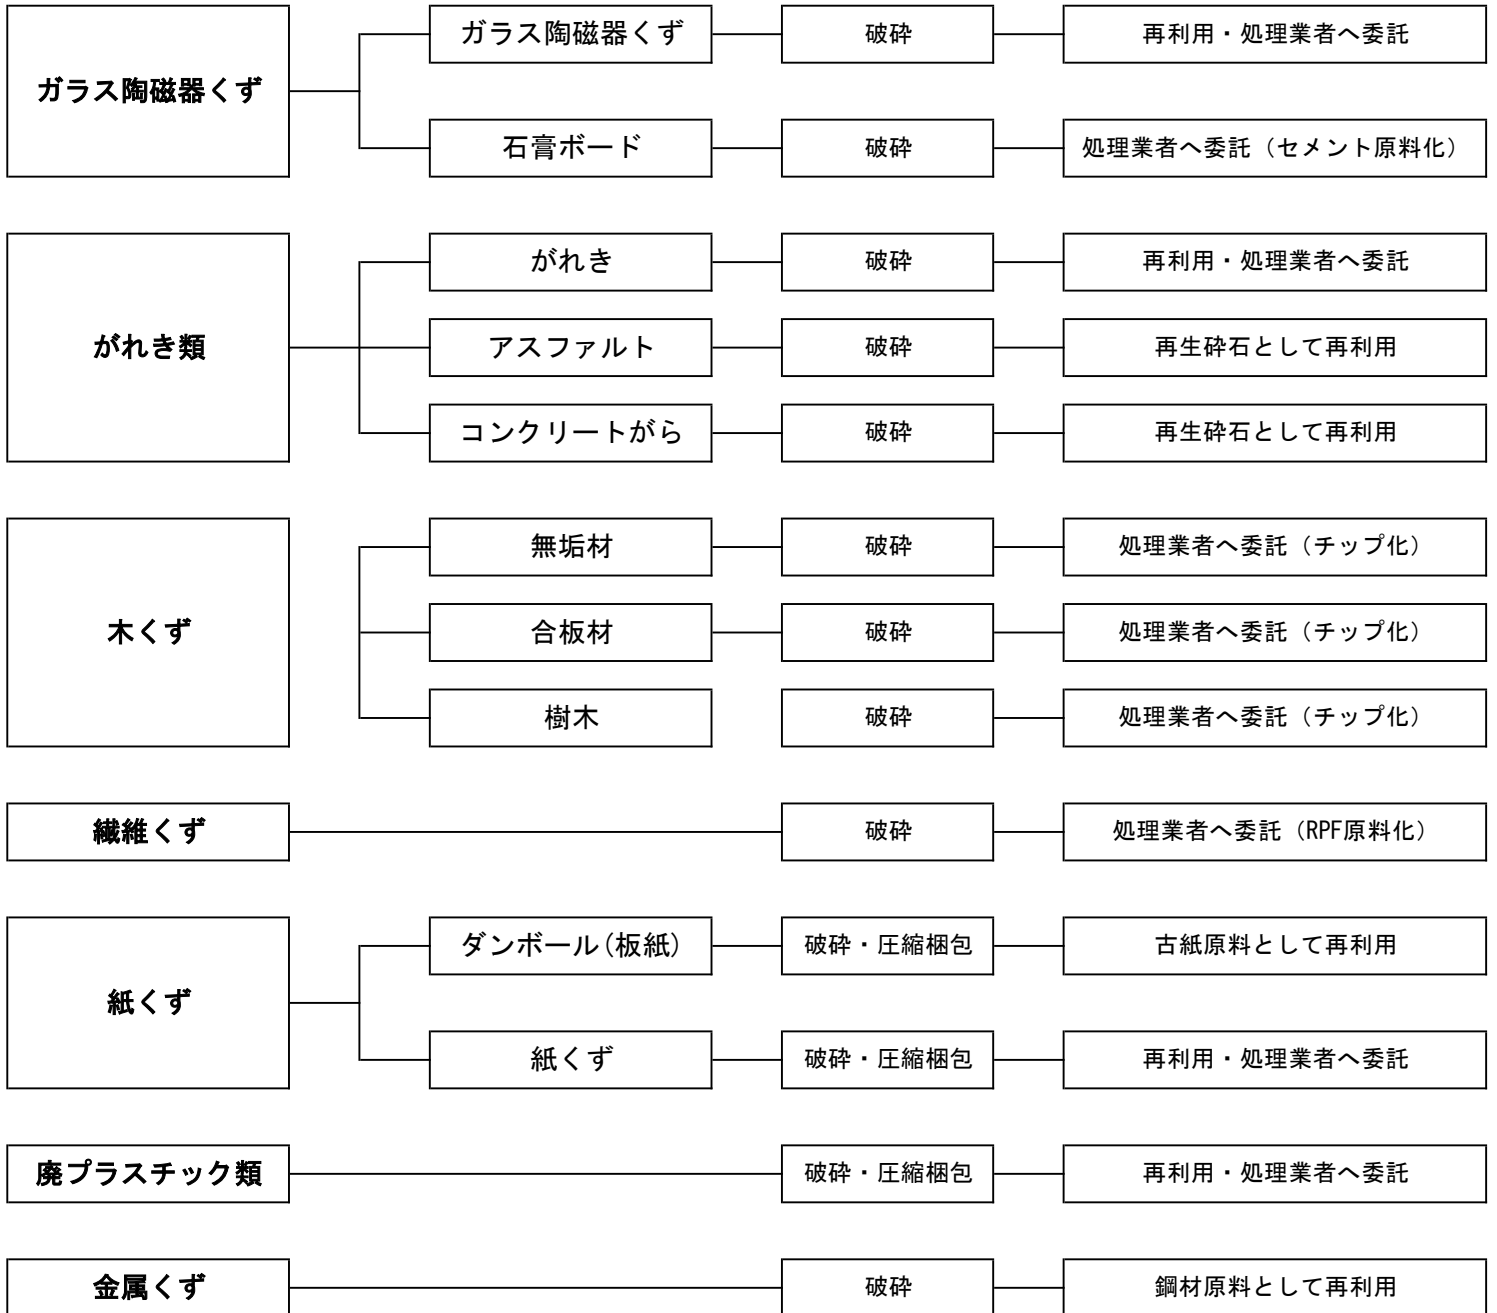 ガラス陶磁器くず
ガラス陶磁器くず
破砕
再利用・処理業者へ委託
石膏ボード
破砕
処理業者へ委託（セメント原料化）
がれき類
がれき
破砕
再利用・処理業者へ委託
アスファルト
破砕
再生砕石として再利用
コンクリートがら
破砕
再生砕石として再利用
木くず
無垢材
破砕
処理業者へ委託（チップ化）
合板材
破砕
処理業者へ委託（チップ化）
樹木
破砕
処理業者へ委託（チップ化）
繊維くず
破砕
処理業者へ委託（RPF原料化）
紙くず
ダンボール(板紙)
破砕・圧縮梱包
古紙原料として再利用
紙くず
破砕・圧縮梱包
再利用・処理業者へ委託
廃プラスチック類
破砕・圧縮梱包
再利用・処理業者へ委託
金属くず
破砕
鋼材原料として再利用